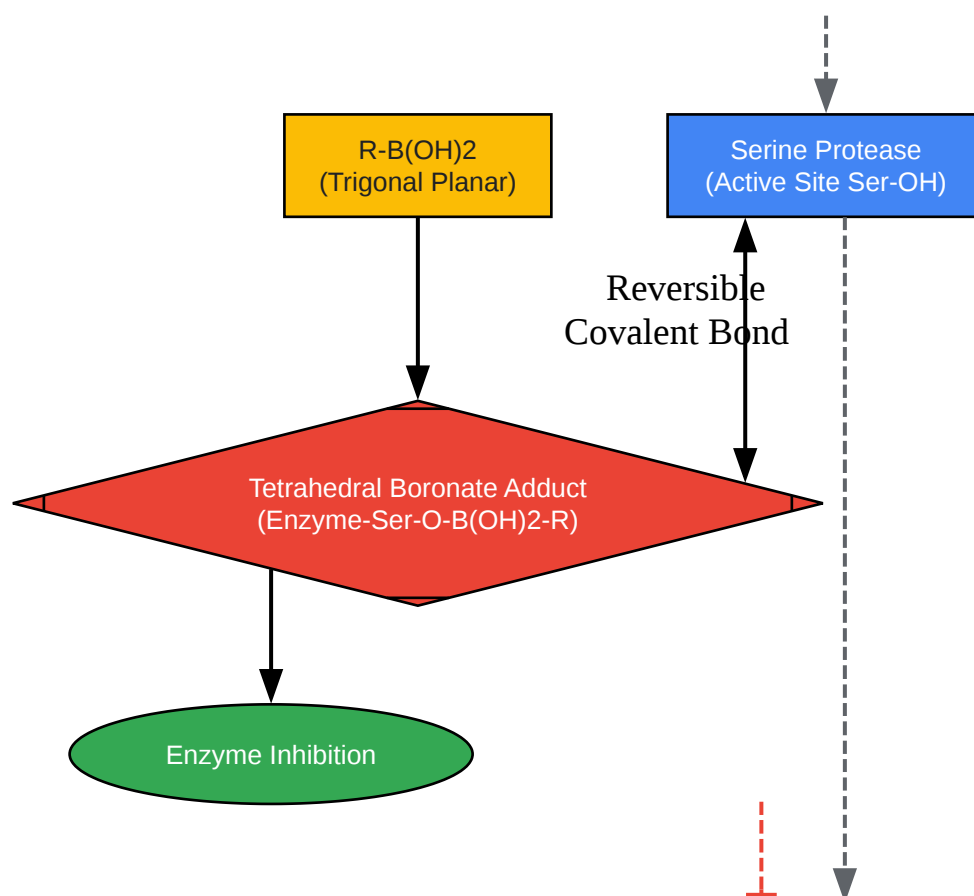 R-B(OH)2
(Trigonal Planar)
Serine Protease
(Active Site Ser-OH)
Reversible
Covalent Bond
Tetrahedral Boronate Adduct
(Enzyme-Ser-O-B(OH)2-R)
Enzyme Inhibition